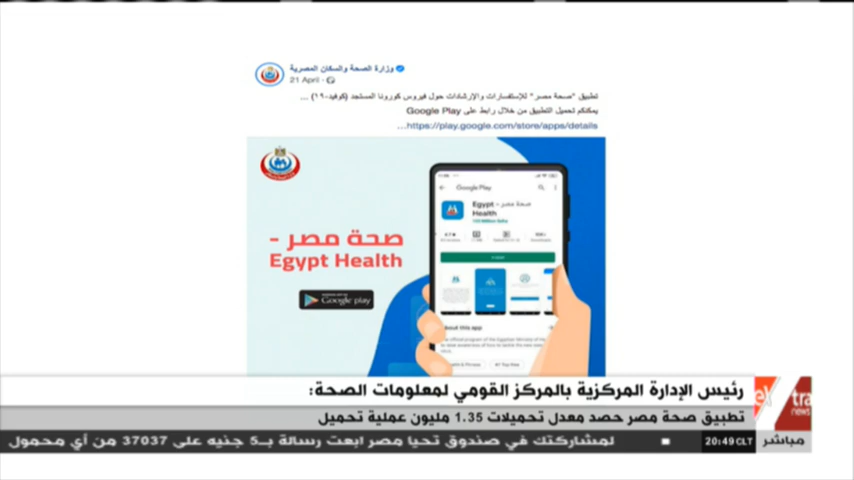 وزارة الصحة والسكان المصرية
21 April
تطبيق "صحة مصر" للإستفسارات والإرشادات حول فيروس كورونا المستجد (كوفيد-١٩) ...
يمكنكم تحميل التطبيق من خلال رابط على Google Play
https://play.google.com/store/apps/details...
Google Play
صحة مصر - Egypt
Health
صحة مصر -
Egypt Health
Google play
About this app
رئيس الإدارة المركزية بالمركز القومي لمعلومات الصحة:
تطبيق صحة مصر حصد معدل تحميلات 1.35 مليون عملية تحميل
extra
news
مباشر
20:49 CLT
لمشاركتك في صندوق تحيا مصر ابعت رسالة بـ5 جنيه على 37037 من أي محمول